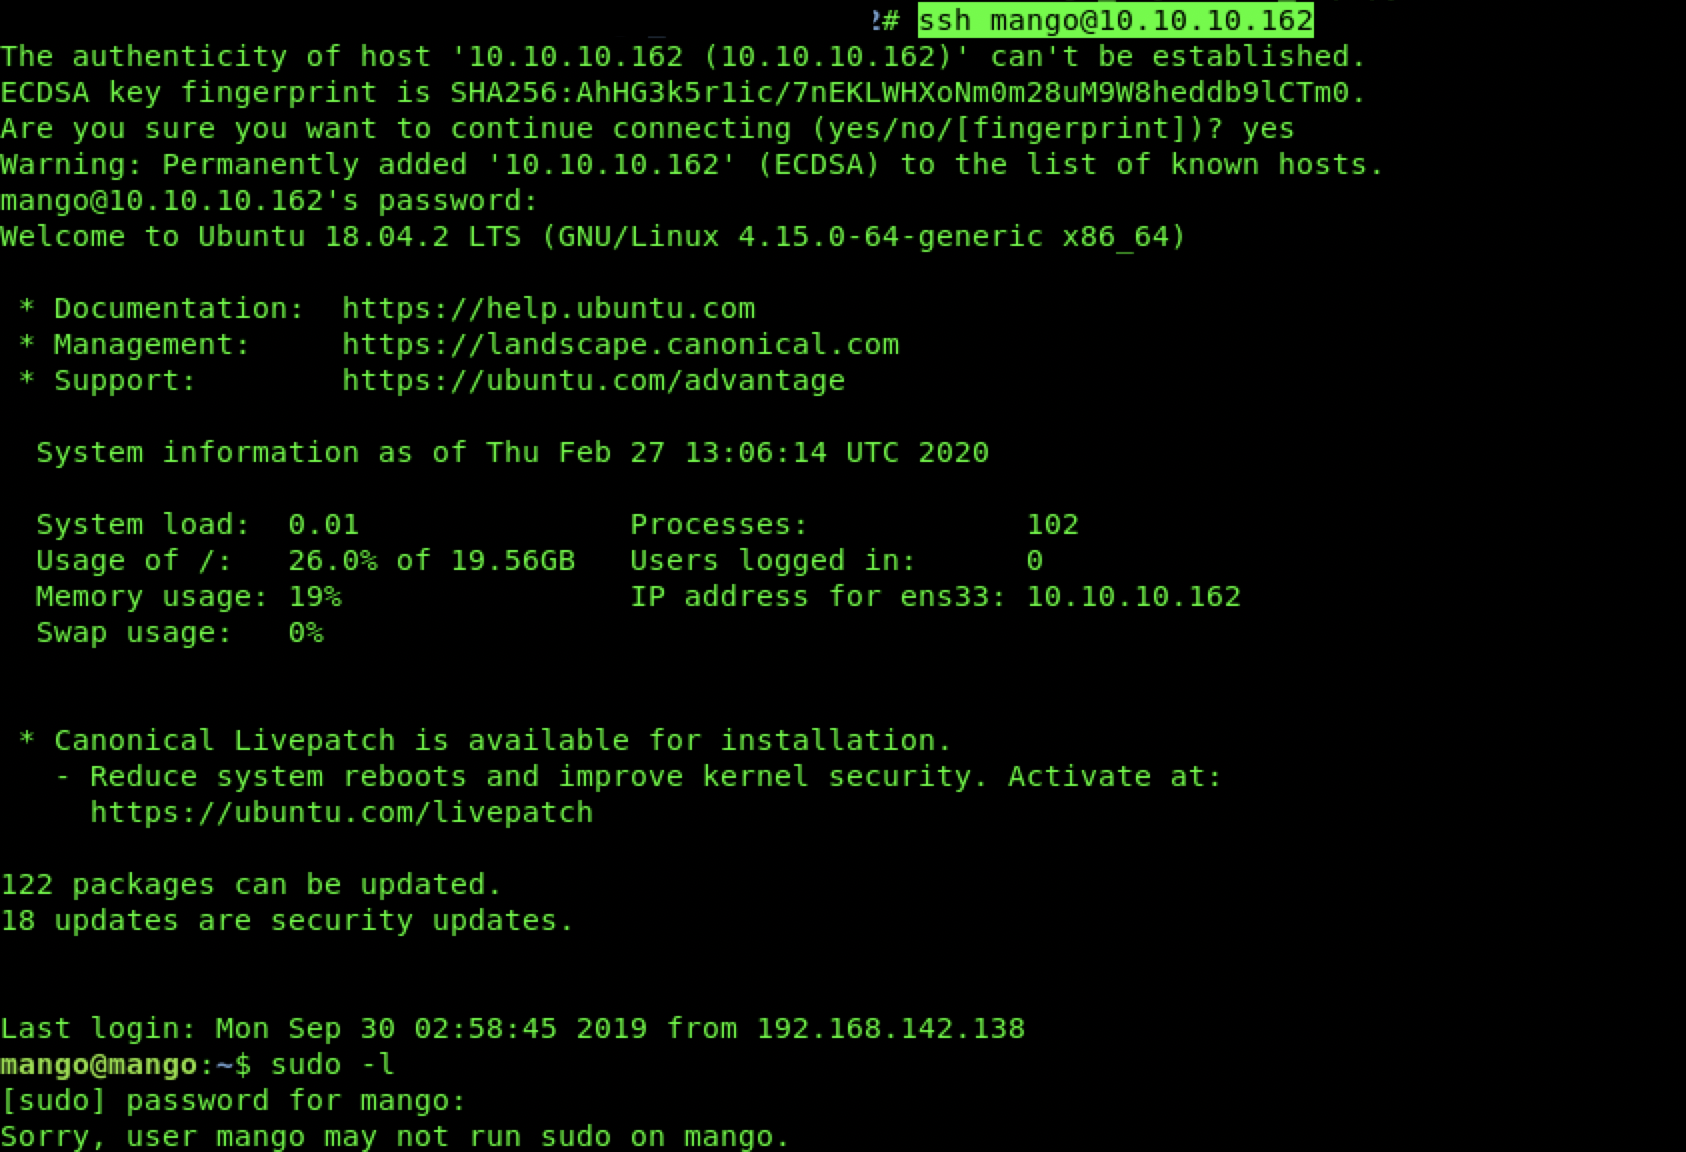 # ssh mango@10.10.10.162
The authenticity of host '10.10.10.162 (10.10.10.162)' can't be established.
ECDSA key fingerprint is SHA256:AhHG3k5r1ic/7nEKLWHXoNm0m28uM9W8heddb9lCTm0.
Are you sure you want to continue connecting (yes/no/[fingerprint])? yes
Warning: Permanently added '10.10.10.162' (ECDSA) to the list of known hosts.
mango@10.10.10.162's password:
Welcome to Ubuntu 18.04.2 LTS (GNU/Linux 4.15.0-64-generic x86_64)
* Documentation:  https://help.ubuntu.com
* Management:     https://landscape.canonical.com
* Support:        https://ubuntu.com/advantage
System information as of Thu Feb 27 13:06:14 UTC 2020
System load:  0.01               Processes:            102
Usage of /:   26.0% of 19.56GB   Users logged in:      0
Memory usage: 19%                IP address for ens33: 10.10.10.162
Swap usage:   0%
* Canonical Livepatch is available for installation.
- Reduce system reboots and improve kernel security. Activate at:
https://ubuntu.com/livepatch
122 packages can be updated.
18 updates are security updates.
Last login: Mon Sep 30 02:58:45 2019 from 192.168.142.138
mango@mango:~$ sudo -l
[sudo] password for mango:
Sorry, user mango may not run sudo on mango.